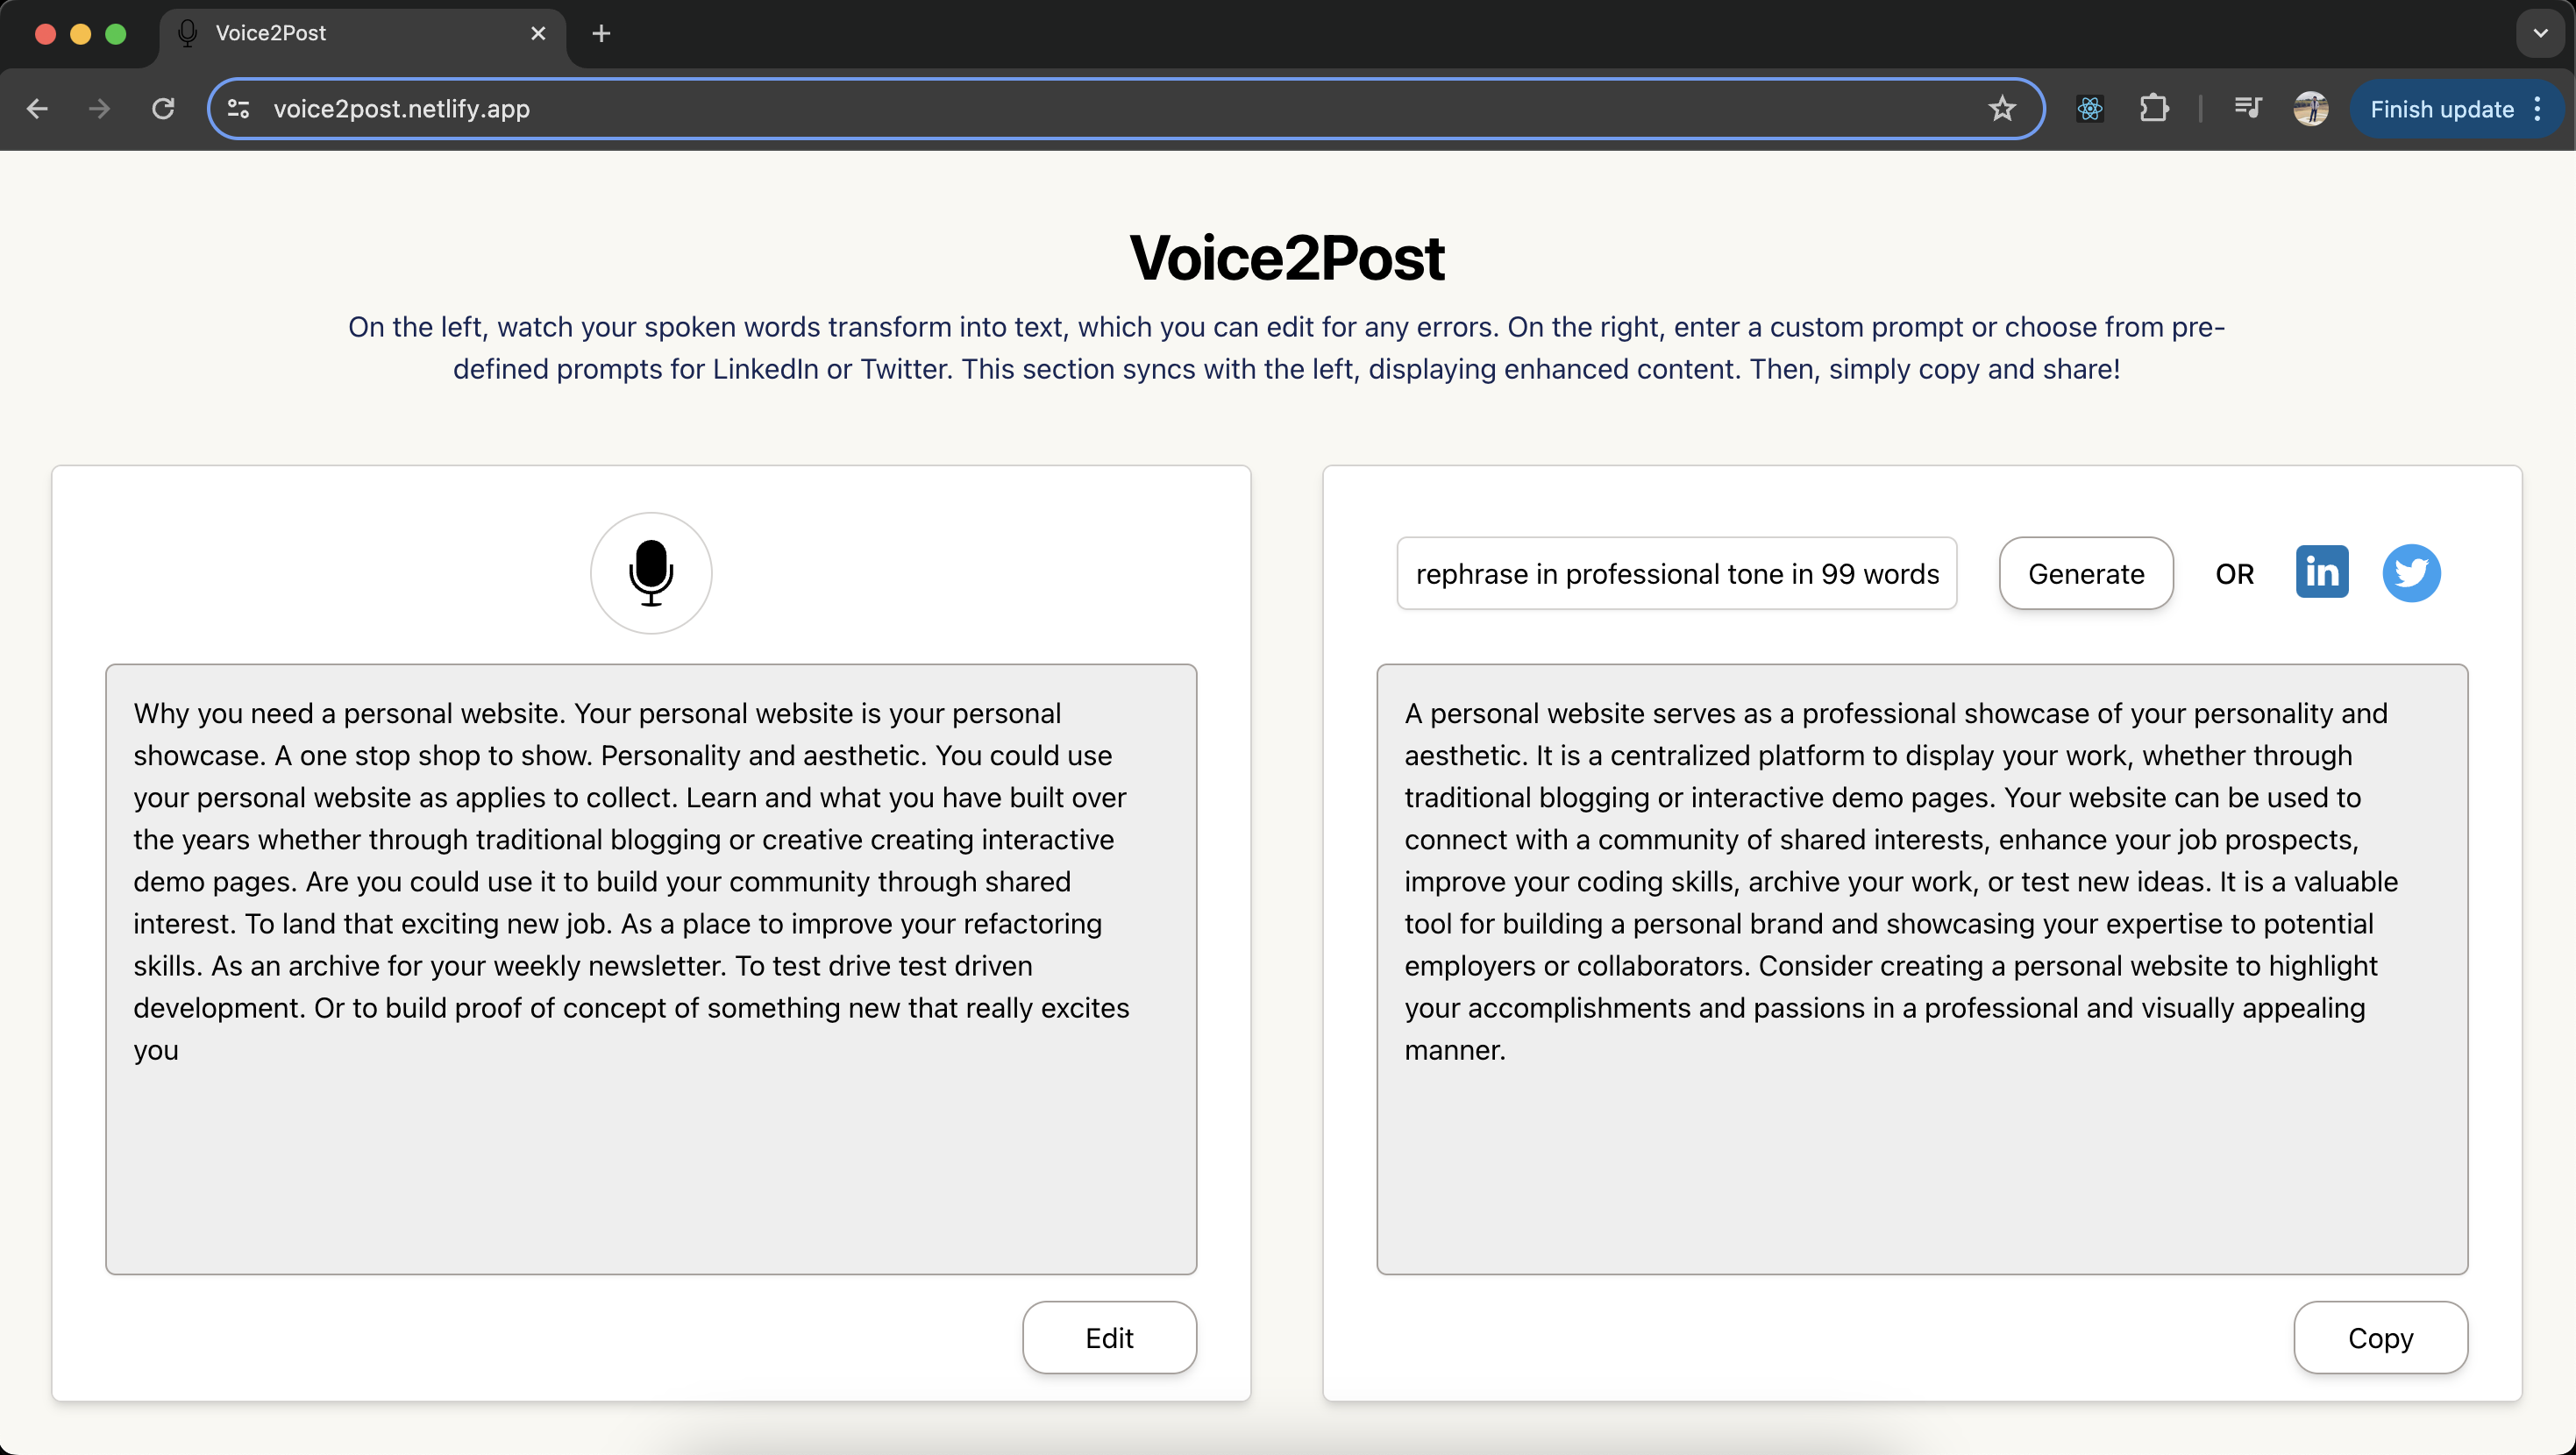 Voice2Post
voice2post.netlify.app
Finish update
Voice2Post
On the left, watch your spoken words transform into text, which you can edit for any errors. On the right, enter a custom prompt or choose from pre-
defined prompts for LinkedIn or Twitter. This section syncs with the left, displaying enhanced content. Then, simply copy and share!
rephrase in professional tone in 99 words
Generate
OR
in
Why you need a personal website. Your personal website is your personal
showcase. A one stop shop to show. Personality and aesthetic. You could use
your personal website as applies to collect. Learn and what you have built over
the years whether through traditional blogging or creative creating interactive
demo pages. Are you could use it to build your community through shared
interest. To land that exciting new job. As a place to improve your refactoring
skills. As an archive for your weekly newsletter. To test drive test driven
development. Or to build proof of concept of something new that really excites
you
Edit
A personal website serves as a professional showcase of your personality and
aesthetic. It is a centralized platform to display your work, whether through
traditional blogging or interactive demo pages. Your website can be used to
connect with a community of shared interests, enhance your job prospects,
improve your coding skills, archive your work, or test new ideas. It is a valuable
tool for building a personal brand and showcasing your expertise to potential
employers or collaborators. Consider creating a personal website to highlight
your accomplishments and passions in a professional and visually appealing
manner.
Copy